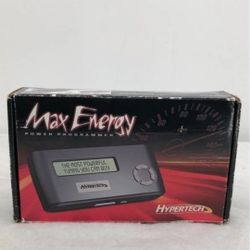 Max Energy
POWER PROGRAMMER
THE MOST POWERFUL
TUNING YOU CAN BUY
HYPERTECH
HYPERTECH